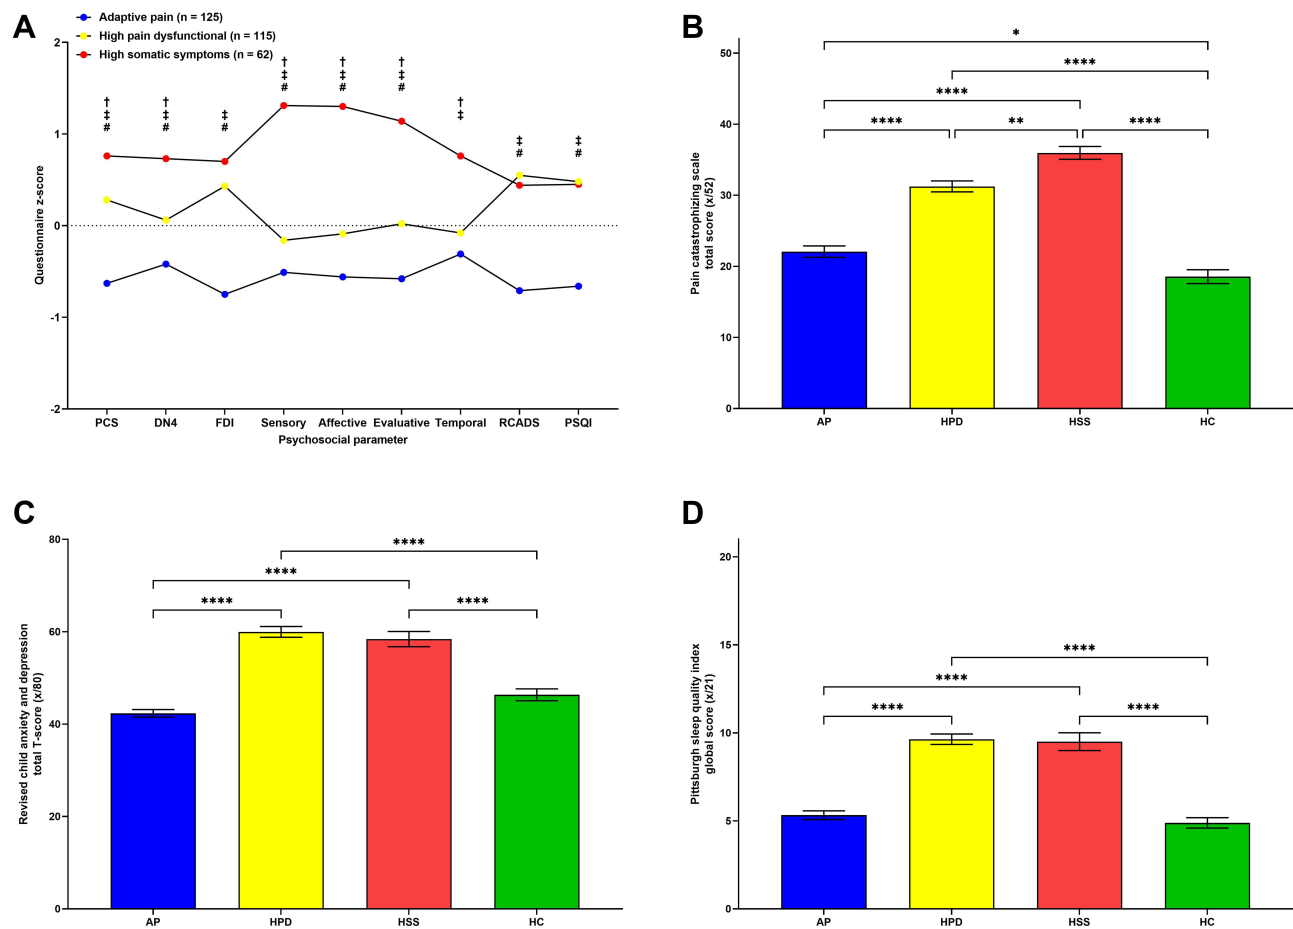 A
Adaptive pain (n = 125)
High pain dysfunctional (n = 115)
High somatic symptoms (n = 62)
2
1
0
-1
-2
Questionnaire z-score
† † † † † †
‡ ‡ ‡ ‡ ‡ ‡ ‡ ‡ ‡
# # # # # # # #
PCS DN4 FDI Sensory Affective Evaluative Temporal RCADS PSQI
Psychosocial parameter
B
50
40
30
20
10
0
Pain catastrophizing scale
total score (x/52)
*
****
****
**** ** ****
AP HPD HSS HC
C
80
60
40
20
0
Revised child anxiety and depression
total T-score (x/80)
****
****
**** ****
AP HPD HSS HC
D
20
15
10
5
0
Pittsburgh sleep quality index
global score (x/21)
****
****
**** ****
AP HPD HSS HC